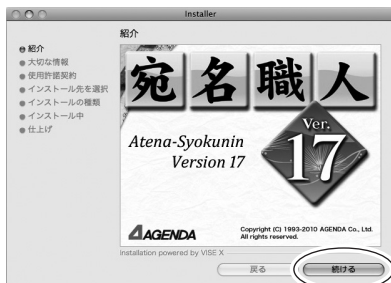 Installer
紹介
紹介
大切な情報
使用許諾契約
インストール先を選択
インストールの種類
インストール中
仕上げ
宛名職人
Ver.
17
Atena-Syokunin
Version 17
AGENDA
Copyright (C) 1993-2010 AGENDA Co., Ltd.
All rights reserved.
Installation powered by VISE X
戻る
続ける